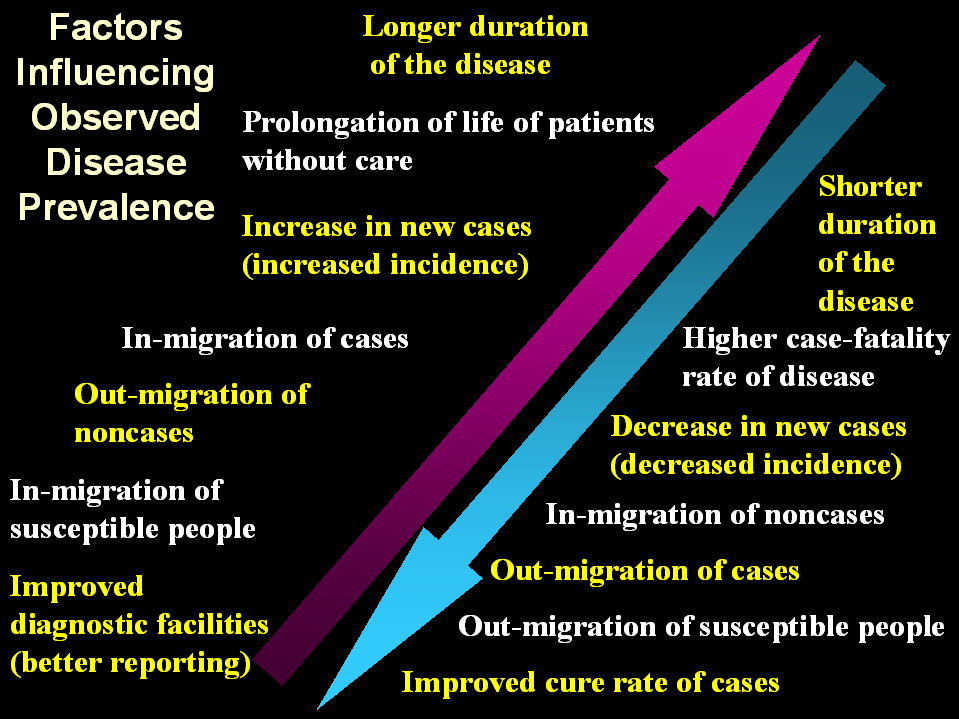 Factors
Influencing
Observed
Disease
Prevalence
Longer duration
of the disease
Prolongation of life of patients
without care
Increase in new cases
(increased incidence)
In-migration of cases
Out-migration of
noncases
In-migration of
susceptible people
Improved
diagnostic facilities
(better reporting)
Shorter
duration
of the
disease
Higher case-fatality
rate of disease
Decrease in new cases
(decreased incidence)
In-migration of noncases
Out-migration of cases
Out-migration of susceptible people
Improved cure rate of cases